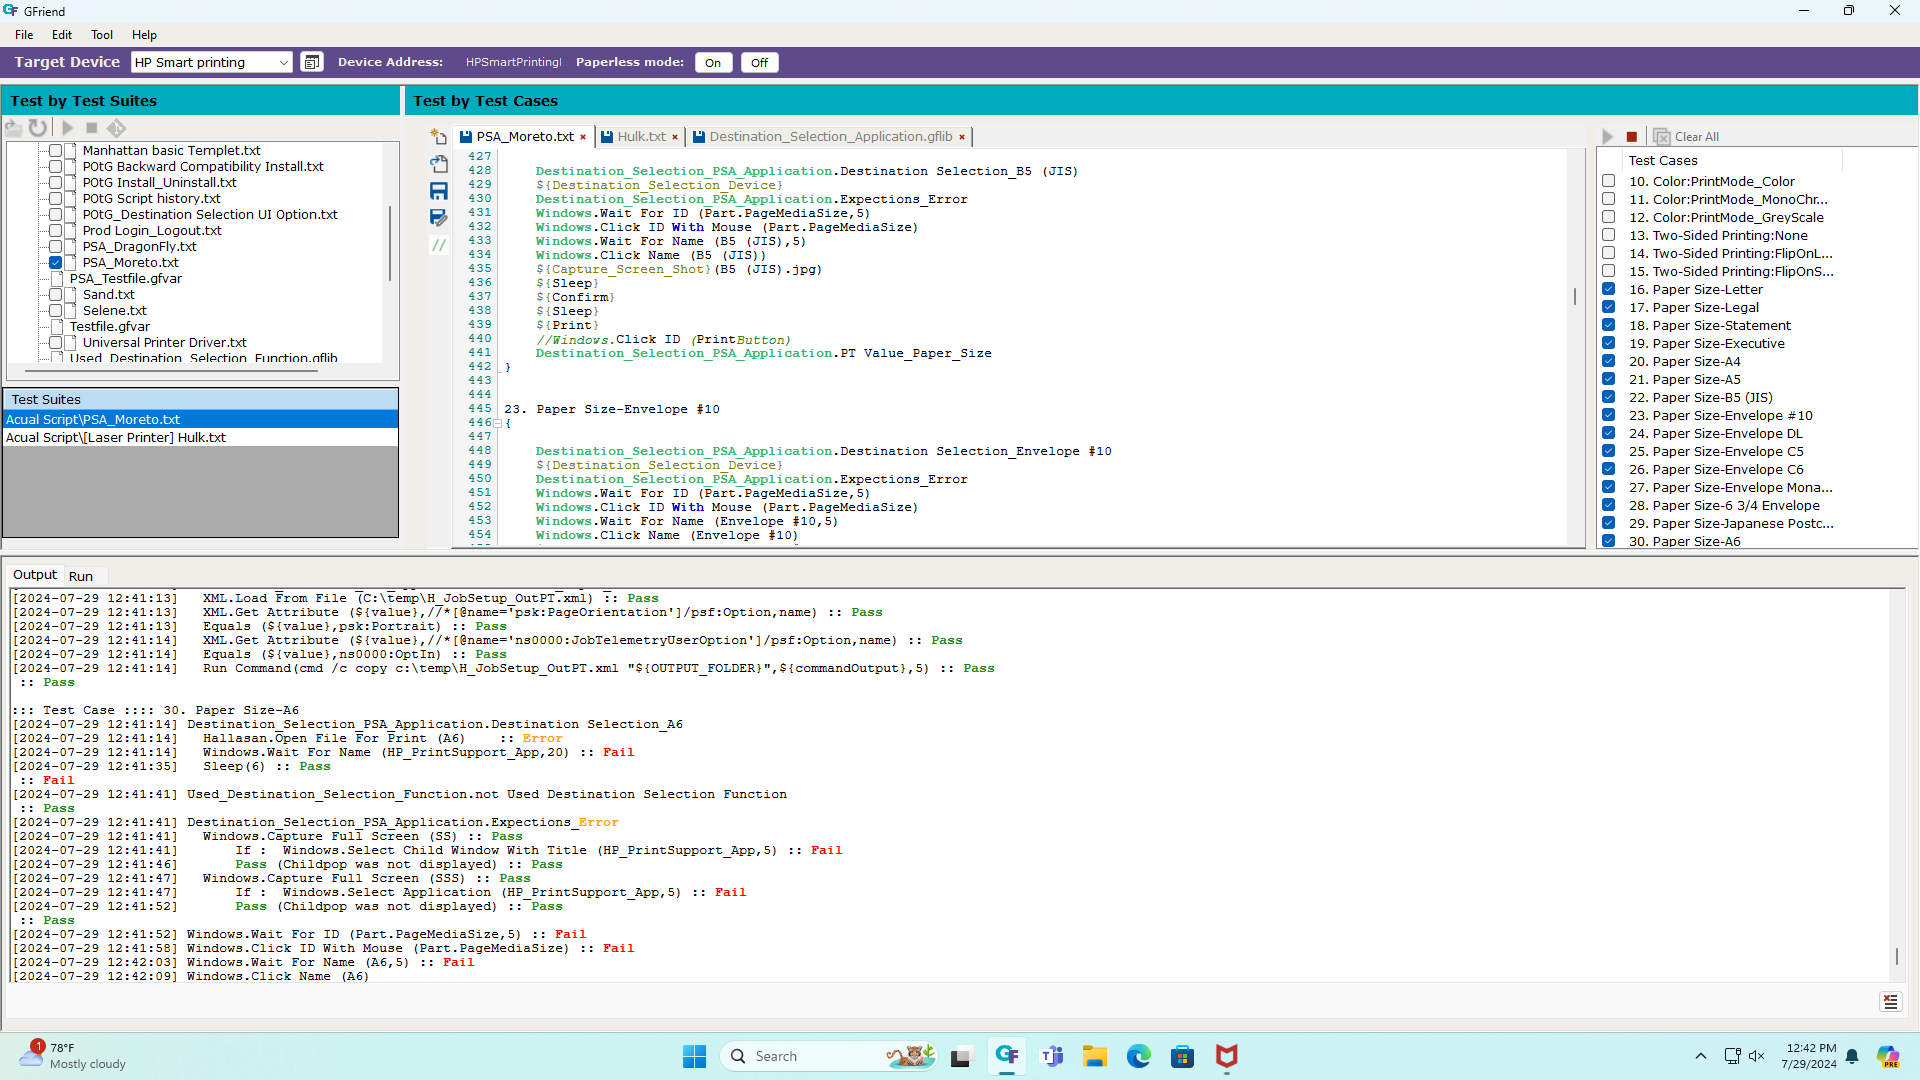 GFriend
File Edit Tool Help
Target Device HP Smart printing Device Address: HPSmartPrintingI Paperless mode: On Off
Test by Test Suites
Test by Test Cases
Manhattan basic Templet.txt
POtG Backward Compatibility Install.txt
POtG Install_Uninstall.txt
POtG Script history.txt
POtG_Destination Selection UI Option.txt
Prod Login_Logout.txt
PSA_DragonFly.txt
PSA_Moreto.txt
PSA_Testfile.gfvar
Sand.txt
Selene.txt
Testfile.gfvar
Universal Printer Driver.txt
Used_Destination_Selection_Function.gflib
Test Suites
Acual Script\PSA_Moreto.txt
Acual Script\[Laser Printer] Hulk.txt
PSA_Moreto.txt Hulk.txt Destination_Selection_Application.gflib
427
428 Destination_Selection_PSA_Application.Destination Selection_B5 (JIS)
429 ${Destination_Selection_Device}
430 Destination_Selection_PSA_Application.Expections_Error
431 Windows.Wait For ID (Part.PageMediaSize,5)
432 Windows.Click ID With Mouse (Part.PageMediaSize)
433 Windows.Wait For Name (B5 (JIS),5)
434 Windows.Click Name (B5 (JIS))
435 ${Capture_Screen_Shot}(B5 (JIS).jpg)
436 ${Sleep}
437 ${Confirm}
438 ${Sleep}
439 ${Print}
440 //Windows.Click ID (PrintButton)
441 Destination_Selection_PSA_Application.PT Value_Paper_Size
442 }
443
444
445 23. Paper Size-Envelope #10
446 {
447
448 Destination_Selection_PSA_Application.Destination Selection_Envelope #10
449 ${Destination_Selection_Device}
450 Destination_Selection_PSA_Application.Expections_Error
451 Windows.Wait For ID (Part.PageMediaSize,5)
452 Windows.Click ID With Mouse (Part.PageMediaSize)
453 Windows.Wait For Name (Envelope #10,5)
454 Windows.Click Name (Envelope #10)
Clear All
Test Cases
10. Color:PrintMode_Color
11. Color:PrintMode_MonoChr...
12. Color:PrintMode_GreyScale
13. Two-Sided Printing:None
14. Two-Sided Printing:FlipOnL...
15. Two-Sided Printing:FlipOnS...
16. Paper Size-Letter
17. Paper Size-Legal
18. Paper Size-Statement
19. Paper Size-Executive
20. Paper Size-A4
21. Paper Size-A5
22. Paper Size-B5 (JIS)
23. Paper Size-Envelope #10
24. Paper Size-Envelope DL
25. Paper Size-Envelope C5
26. Paper Size-Envelope C6
27. Paper Size-Envelope Mona...
28. Paper Size-6 3/4 Envelope
29. Paper Size-Japanese Postc...
30. Paper Size-A6
Output Run
[2024-07-29 12:41:13] XML.Load From File (C:\temp\H_JobSetup_OutPT.xml) :: Pass
[2024-07-29 12:41:13] XML.Get Attribute (${value},//*[@name='psk:PageOrientation']/psf:Option,name) :: Pass
[2024-07-29 12:41:13] Equals (${value},psk:Portrait) :: Pass
[2024-07-29 12:41:14] XML.Get Attribute (${value},//*[@name='ns0000:JobTelemetryUserOption']/psf:Option,name) :: Pass
[2024-07-29 12:41:14] Equals (${value},ns0000:OptIn) :: Pass
[2024-07-29 12:41:14] Run Command(cmd /c copy c:\temp\H_JobSetup_OutPT.xml "${OUTPUT_FOLDER}",${commandOutput},5) :: Pass
:: Pass
::: Test Case :::: 30. Paper Size-A6
[2024-07-29 12:41:14] Destination_Selection_PSA_Application.Destination Selection_A6
[2024-07-29 12:41:14] Hallasan.Open File For Print (A6) :: Error
[2024-07-29 12:41:14] Windows.Wait For Name (HP_PrintSupport_App,20) :: Fail
[2024-07-29 12:41:35] Sleep(6) :: Pass
:: Fail
[2024-07-29 12:41:41] Used_Destination_Selection_Function.not Used Destination Selection Function
:: Pass
[2024-07-29 12:41:41] Destination_Selection_PSA_Application.Expections_Error
[2024-07-29 12:41:41] Windows.Capture Full Screen (SS) :: Pass
[2024-07-29 12:41:41] If : Windows.Select Child Window With Title (HP_PrintSupport_App,5) :: Fail
[2024-07-29 12:41:46] Pass (Childpop was not displayed) :: Pass
[2024-07-29 12:41:47] Windows.Capture Full Screen (SSS) :: Pass
[2024-07-29 12:41:47] If : Windows.Select Application (HP_PrintSupport_App,5) :: Fail
[2024-07-29 12:41:52] Pass (Childpop was not displayed) :: Pass
:: Pass
[2024-07-29 12:41:52] Windows.Wait For ID (Part.PageMediaSize,5) :: Fail
[2024-07-29 12:41:58] Windows.Click ID With Mouse (Part.PageMediaSize) :: Fail
[2024-07-29 12:42:03] Windows.Wait For Name (A6,5) :: Fail
[2024-07-29 12:42:09] Windows.Click Name (A6)
1
78°F
Mostly cloudy
Search
12:42 PM
7/29/2024
PRE